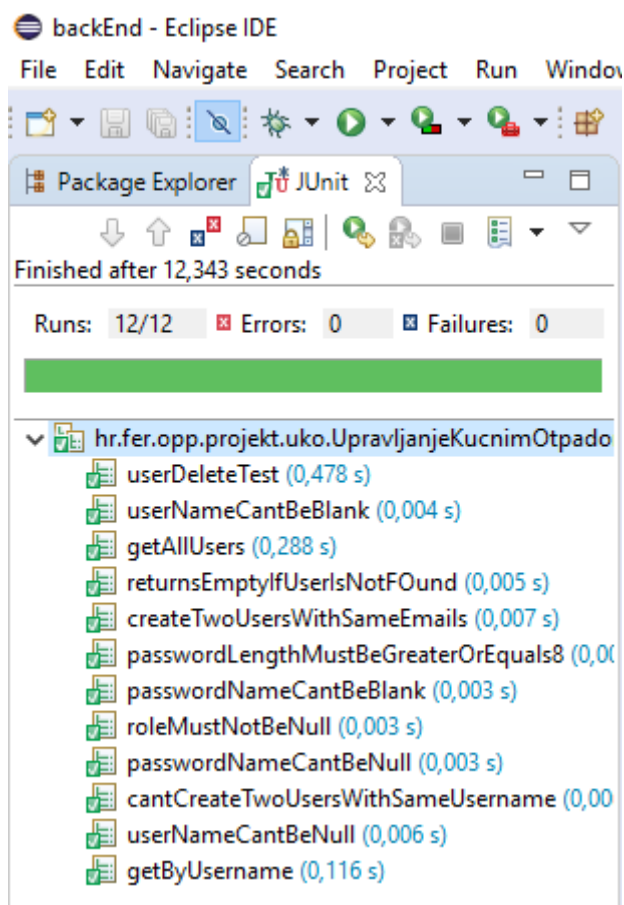 backEnd - Eclipse IDE
File Edit Navigate Search Project Run Window
Package Explorer JUnit
Finished after 12,343 seconds
Runs: 12/12 Errors: 0 Failures: 0
hr.fer.opp.projekt.uko.UpravljanjeKucnimOtpado
userDeleteTest (0,478 s)
userNameCantBeBlank (0,004 s)
getAllUsers (0,288 s)
returnsEmptyIfUserIsNotFOund (0,005 s)
createTwoUsersWithSameEmails (0,007 s)
passwordLengthMustBeGreaterOrEquals8 (0,00
passwordNameCantBeBlank (0,003 s)
roleMustNotBeNull (0,003 s)
passwordNameCantBeNull (0,003 s)
cantCreateTwoUsersWithSameUsername (0,00
userNameCantBeNull (0,006 s)
getByUsername (0,116 s)